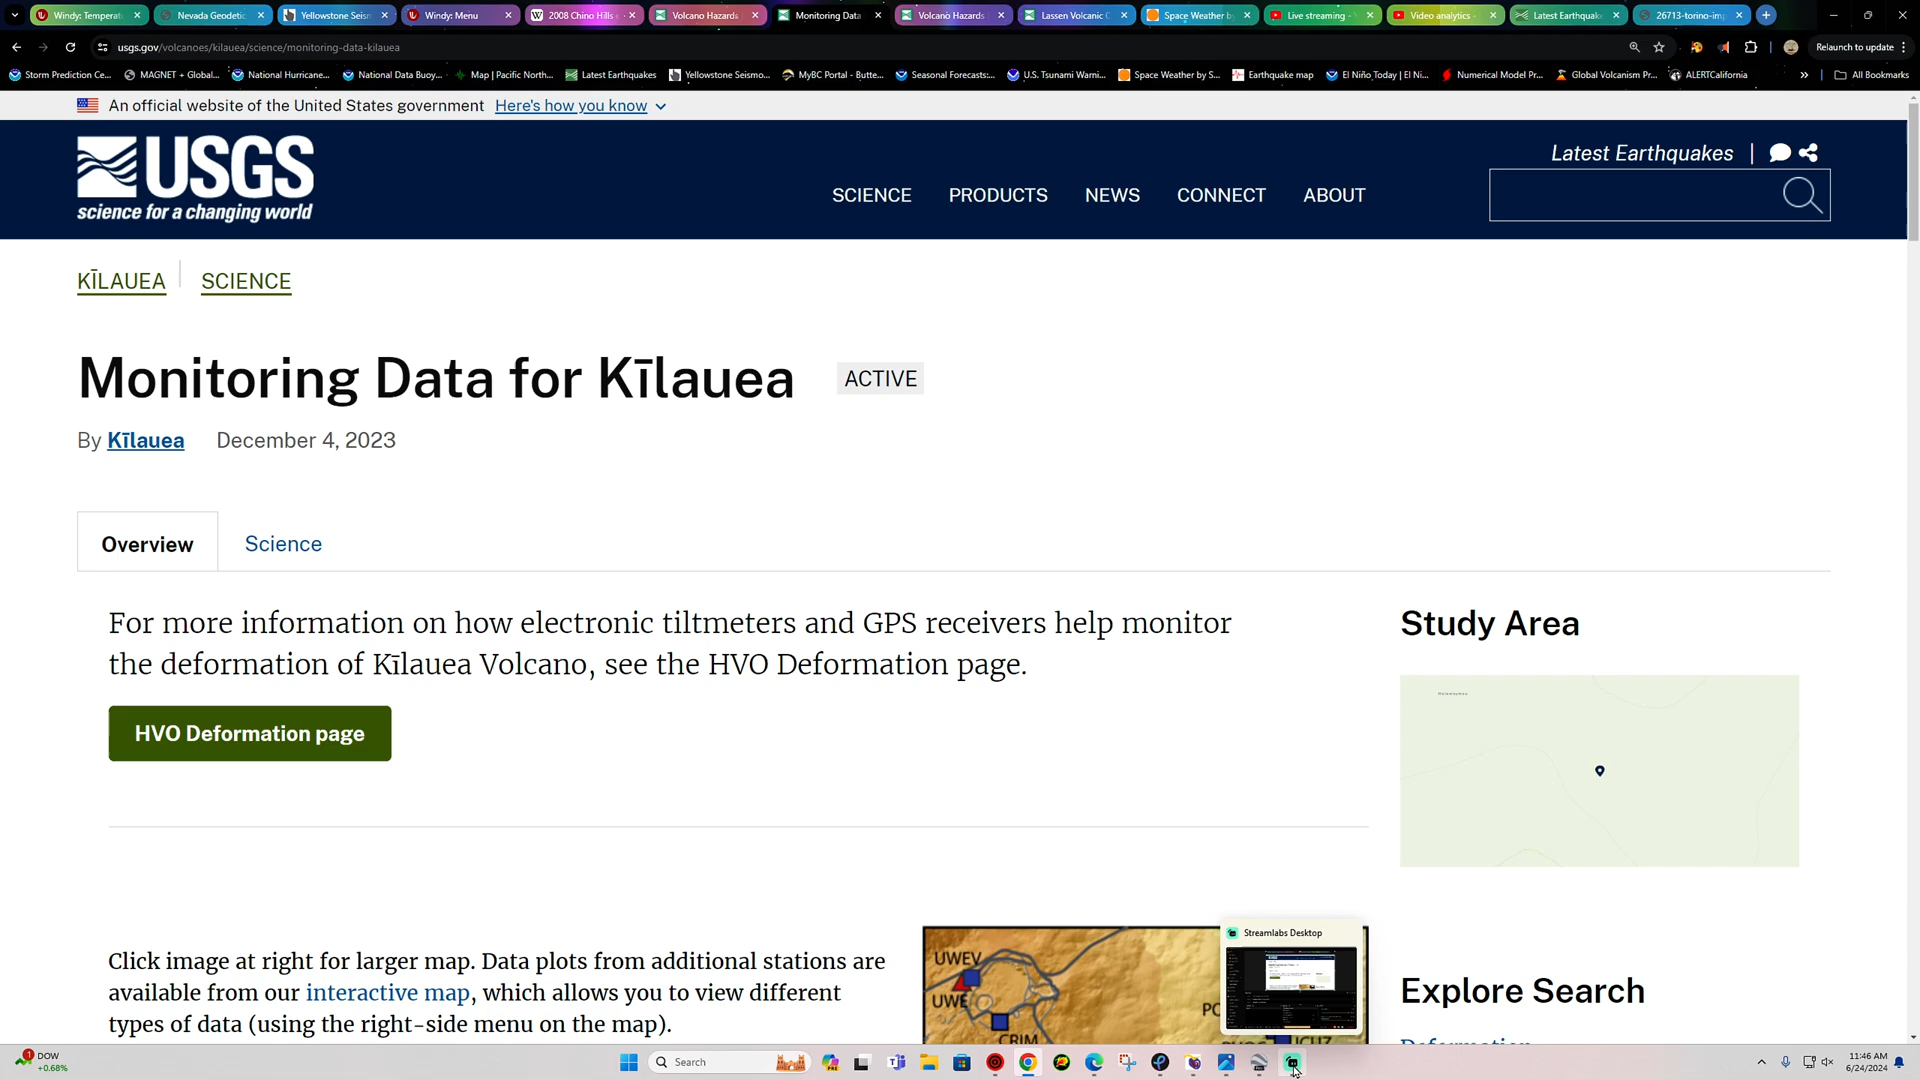 Windy: Temperat
Nevada Geodetic
Yellowstone Seism
Windy: Menu
2008 Chino Hills
Volcano Hazards
Monitoring Data
Volcano Hazards
Lassen Volcanic C
Space Weather by
Live streaming -
Video analytics -
Latest Earthquak
26713-torino-imp
usgs.gov/volcanoes/kilauea/science/monitoring-data-kilauea
Relaunch to update
Storm Prediction Ce...
MAGNET + Global...
National Hurricane...
National Data Buoy...
Map | Pacific North...
Latest Earthquakes
Yellowstone Seismo...
MyBC Portal - Butte...
Seasonal Forecasts:...
U.S. Tsunami Warni...
Space Weather by S...
Earthquake map
El Niño Today | El Ni...
Numerical Model Pr...
Global Volcanism Pr...
ALERTCalifornia
All Bookmarks
An official website of the United States government Here's how you know
USGS
science for a changing world
Latest Earthquakes |
SCIENCE PRODUCTS NEWS CONNECT ABOUT
KĪLAUEA SCIENCE
Monitoring Data for Kīlauea ACTIVE
By Kīlauea December 4, 2023
Overview Science
For more information on how electronic tiltmeters and GPS receivers help monitor
the deformation of Kīlauea Volcano, see the HVO Deformation page.
HVO Deformation page
Study Area
Click image at right for larger map. Data plots from additional stations are
available from our interactive map, which allows you to view different
types of data (using the right-side menu on the map).
UWEV
UWE
CRIM
Streamlabs Desktop
Explore Search
Deformation
DOW
+0.68%
Search
11:46 AM
6/24/2024